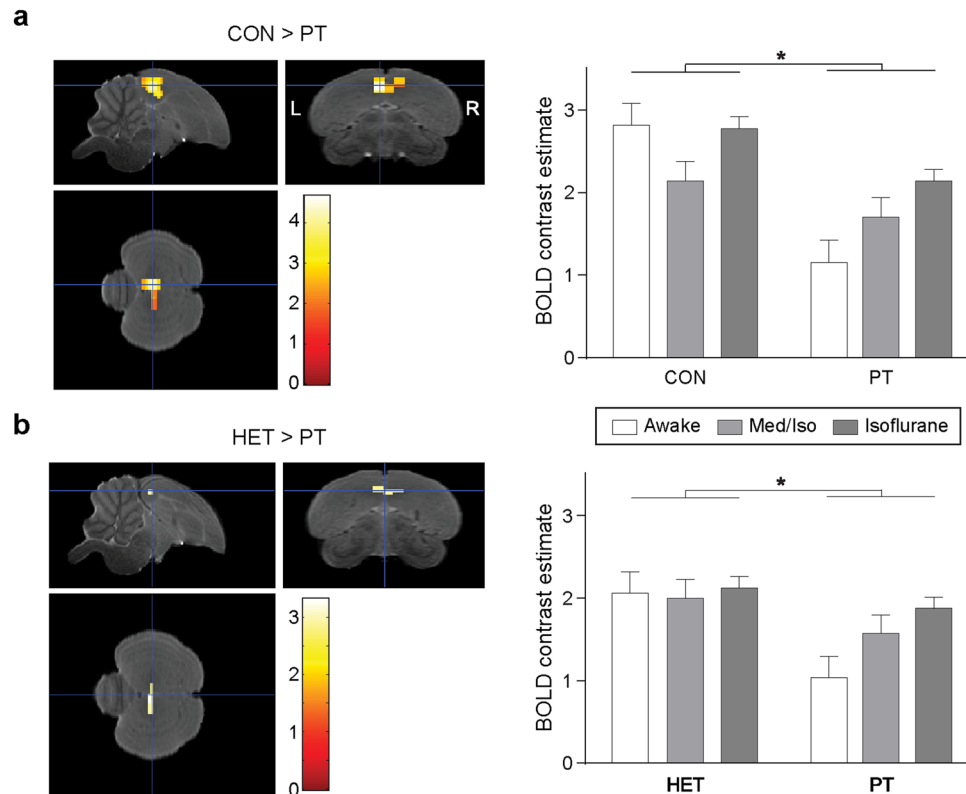 a
CON > PT
L
R
4
3
2
1
0
*
BOLD contrast estimate
3
2
1
0
CON
PT
Awake
Med/Iso
Isoflurane
b
HET > PT
3
2
1
0
*
BOLD contrast estimate
3
2
1
0
HET
PT